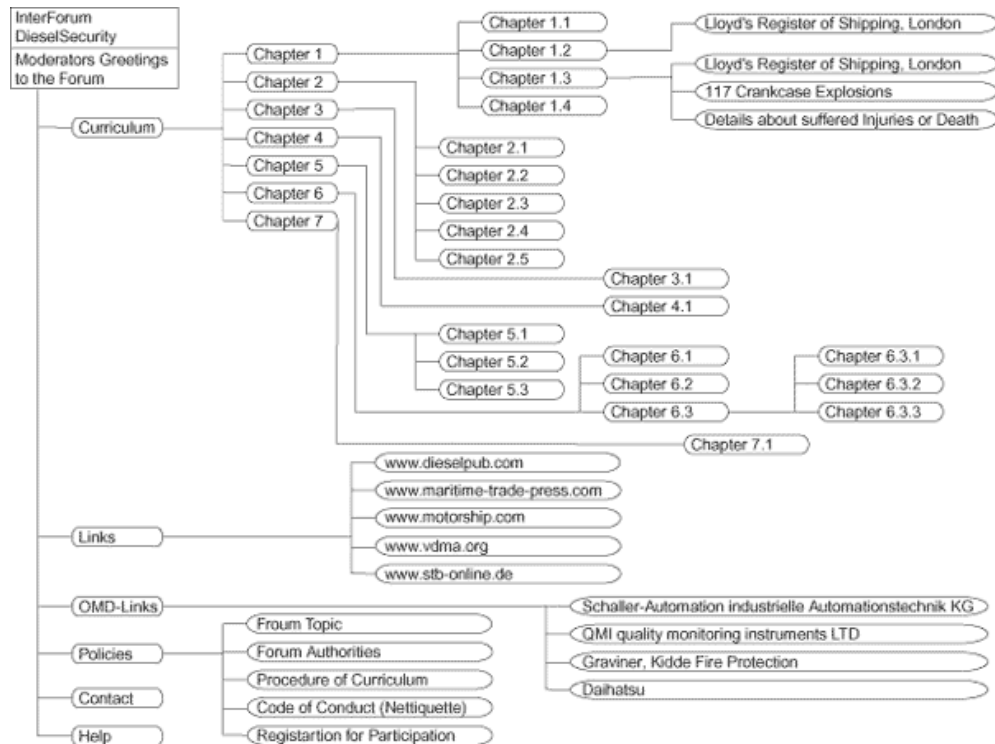 InterForum
DieselSecurity
Moderators Greetings
to the Forum
Curriculum
Chapter 1
Chapter 2
Chapter 3
Chapter 4
Chapter 5
Chapter 6
Chapter 7
Chapter 1.1
Chapter 1.2
Chapter 1.3
Chapter 1.4
Lloyd's Register of Shipping, London
Lloyd's Register of Shipping, London
117 Crankcase Explosions
Details about suffered Injuries or Death
Chapter 2.1
Chapter 2.2
Chapter 2.3
Chapter 2.4
Chapter 2.5
Chapter 3.1
Chapter 4.1
Chapter 5.1
Chapter 5.2
Chapter 5.3
Chapter 6.1
Chapter 6.2
Chapter 6.3
Chapter 6.3.1
Chapter 6.3.2
Chapter 6.3.3
Chapter 7.1
Links
www.dieselpub.com
www.maritime-trade-press.com
www.motorship.com
www.vdma.org
www.stb-online.de
OMD-Links
Schaller-Automation industrielle Automationstechnik KG
QMI quality monitoring instruments LTD
Graviner, Kidde Fire Protection
Daihatsu
Policies
Froum Topic
Forum Authorities
Procedure of Curriculum
Code of Conduct (Nettiquette)
Registartion for Participation
Contact
Help